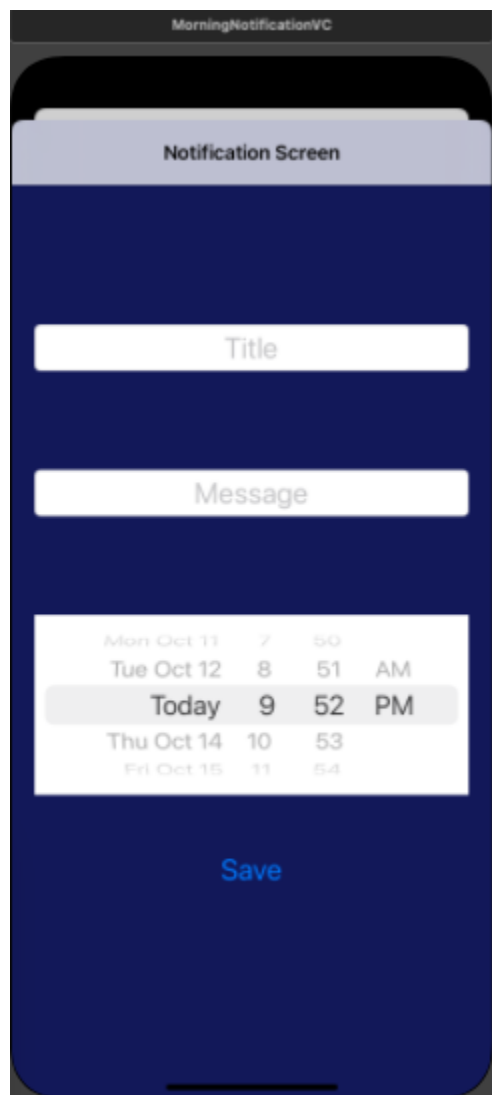 MorningNotificationVC
Notification Screen
Title
Message
Mon Oct 11 7 50
Tue Oct 12 8 51 AM
Today 9 52 PM
Thu Oct 14 10 53
Fri Oct 15 11 54
Save